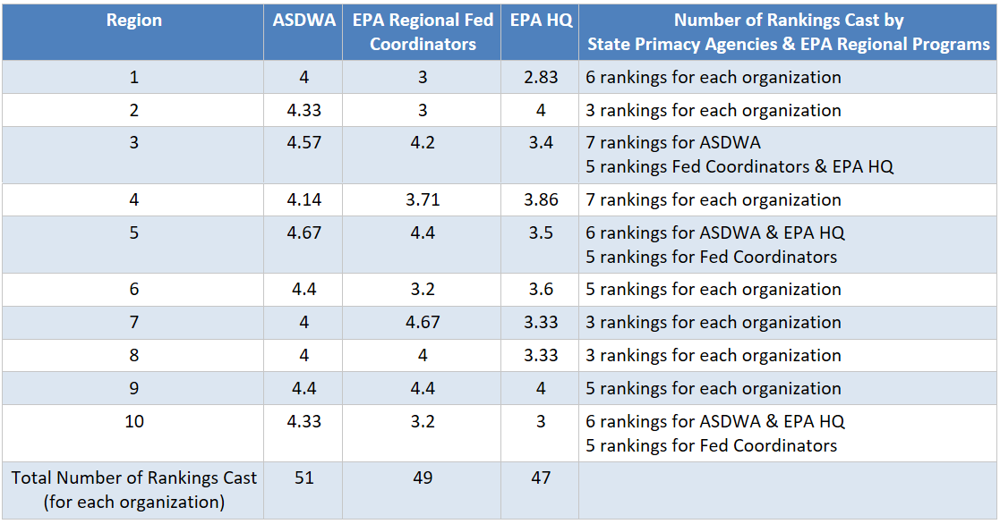 Region ASDWA EPA Regional Fed Coordinators EPA HQ Number of Rankings Cast by State Primacy Agencies & EPA Regional Programs
1 4 3 2.83 6 rankings for each organization
2 4.33 3 4 3 rankings for each organization
3 4.57 4.2 3.4 7 rankings for ASDWA
5 rankings Fed Coordinators & EPA HQ
4 4.14 3.71 3.86 7 rankings for each organization
5 4.67 4.4 3.5 6 rankings for ASDWA & EPA HQ
5 rankings for Fed Coordinators
6 4.4 3.2 3.6 5 rankings for each organization
7 4 4.67 3.33 3 rankings for each organization
8 4 4 3.33 3 rankings for each organization
9 4.4 4.4 4 5 rankings for each organization
10 4.33 3.2 3 6 rankings for ASDWA & EPA HQ
5 rankings for Fed Coordinators
Total Number of Rankings Cast 51 49 47
(for each organization)